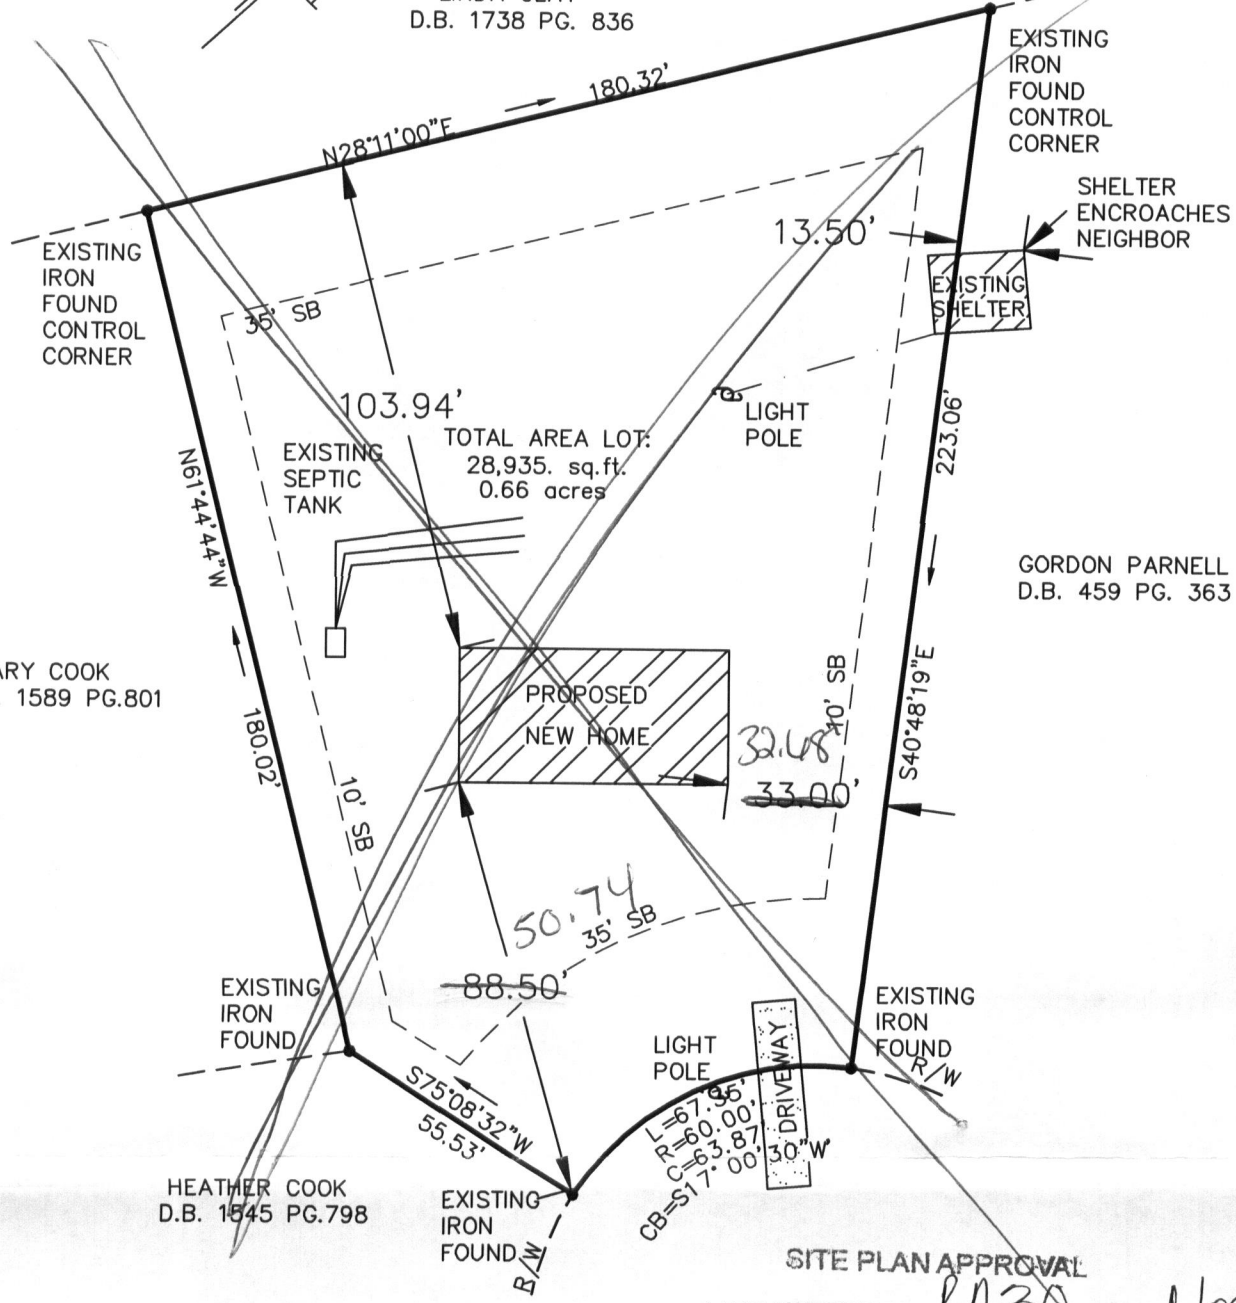 D.B. 1738 PG. 836
180.32'
N28°11'00"E
EXISTING
IRON
FOUND
CONTROL
CORNER
SHELTER
ENCROACHES
NEIGHBOR
13.50'
EXISTING
SHELTER
EXISTING
IRON
FOUND
CONTROL
CORNER
35' SB
103.94'
LIGHT
POLE
TOTAL AREA LOT:
28,935. sq.ft.
0.66 acres
EXISTING
SEPTIC
TANK
223.06'
N61°44'44"W
GORDON PARNELL
D.B. 459 PG. 363
ARY COOK
1589 PG.801
PROPOSED
NEW HOME
10' SB
S40°48'19"E
32.48'
33.00'
180.02'
10' SB
50.74
35' SB
88.50'
EXISTING
IRON
FOUND
EXISTING
IRON
FOUND
R/W
LIGHT
POLE
DRIVEWAY
S75°08'32"W
55.53'
L=67.35'
R=60.00'
C=63.87'
CB=S17°00'30"W
HEATHER COOK
D.B. 1545 PG.798
EXISTING
IRON
FOUND
R/W
SITE PLAN APPROVAL